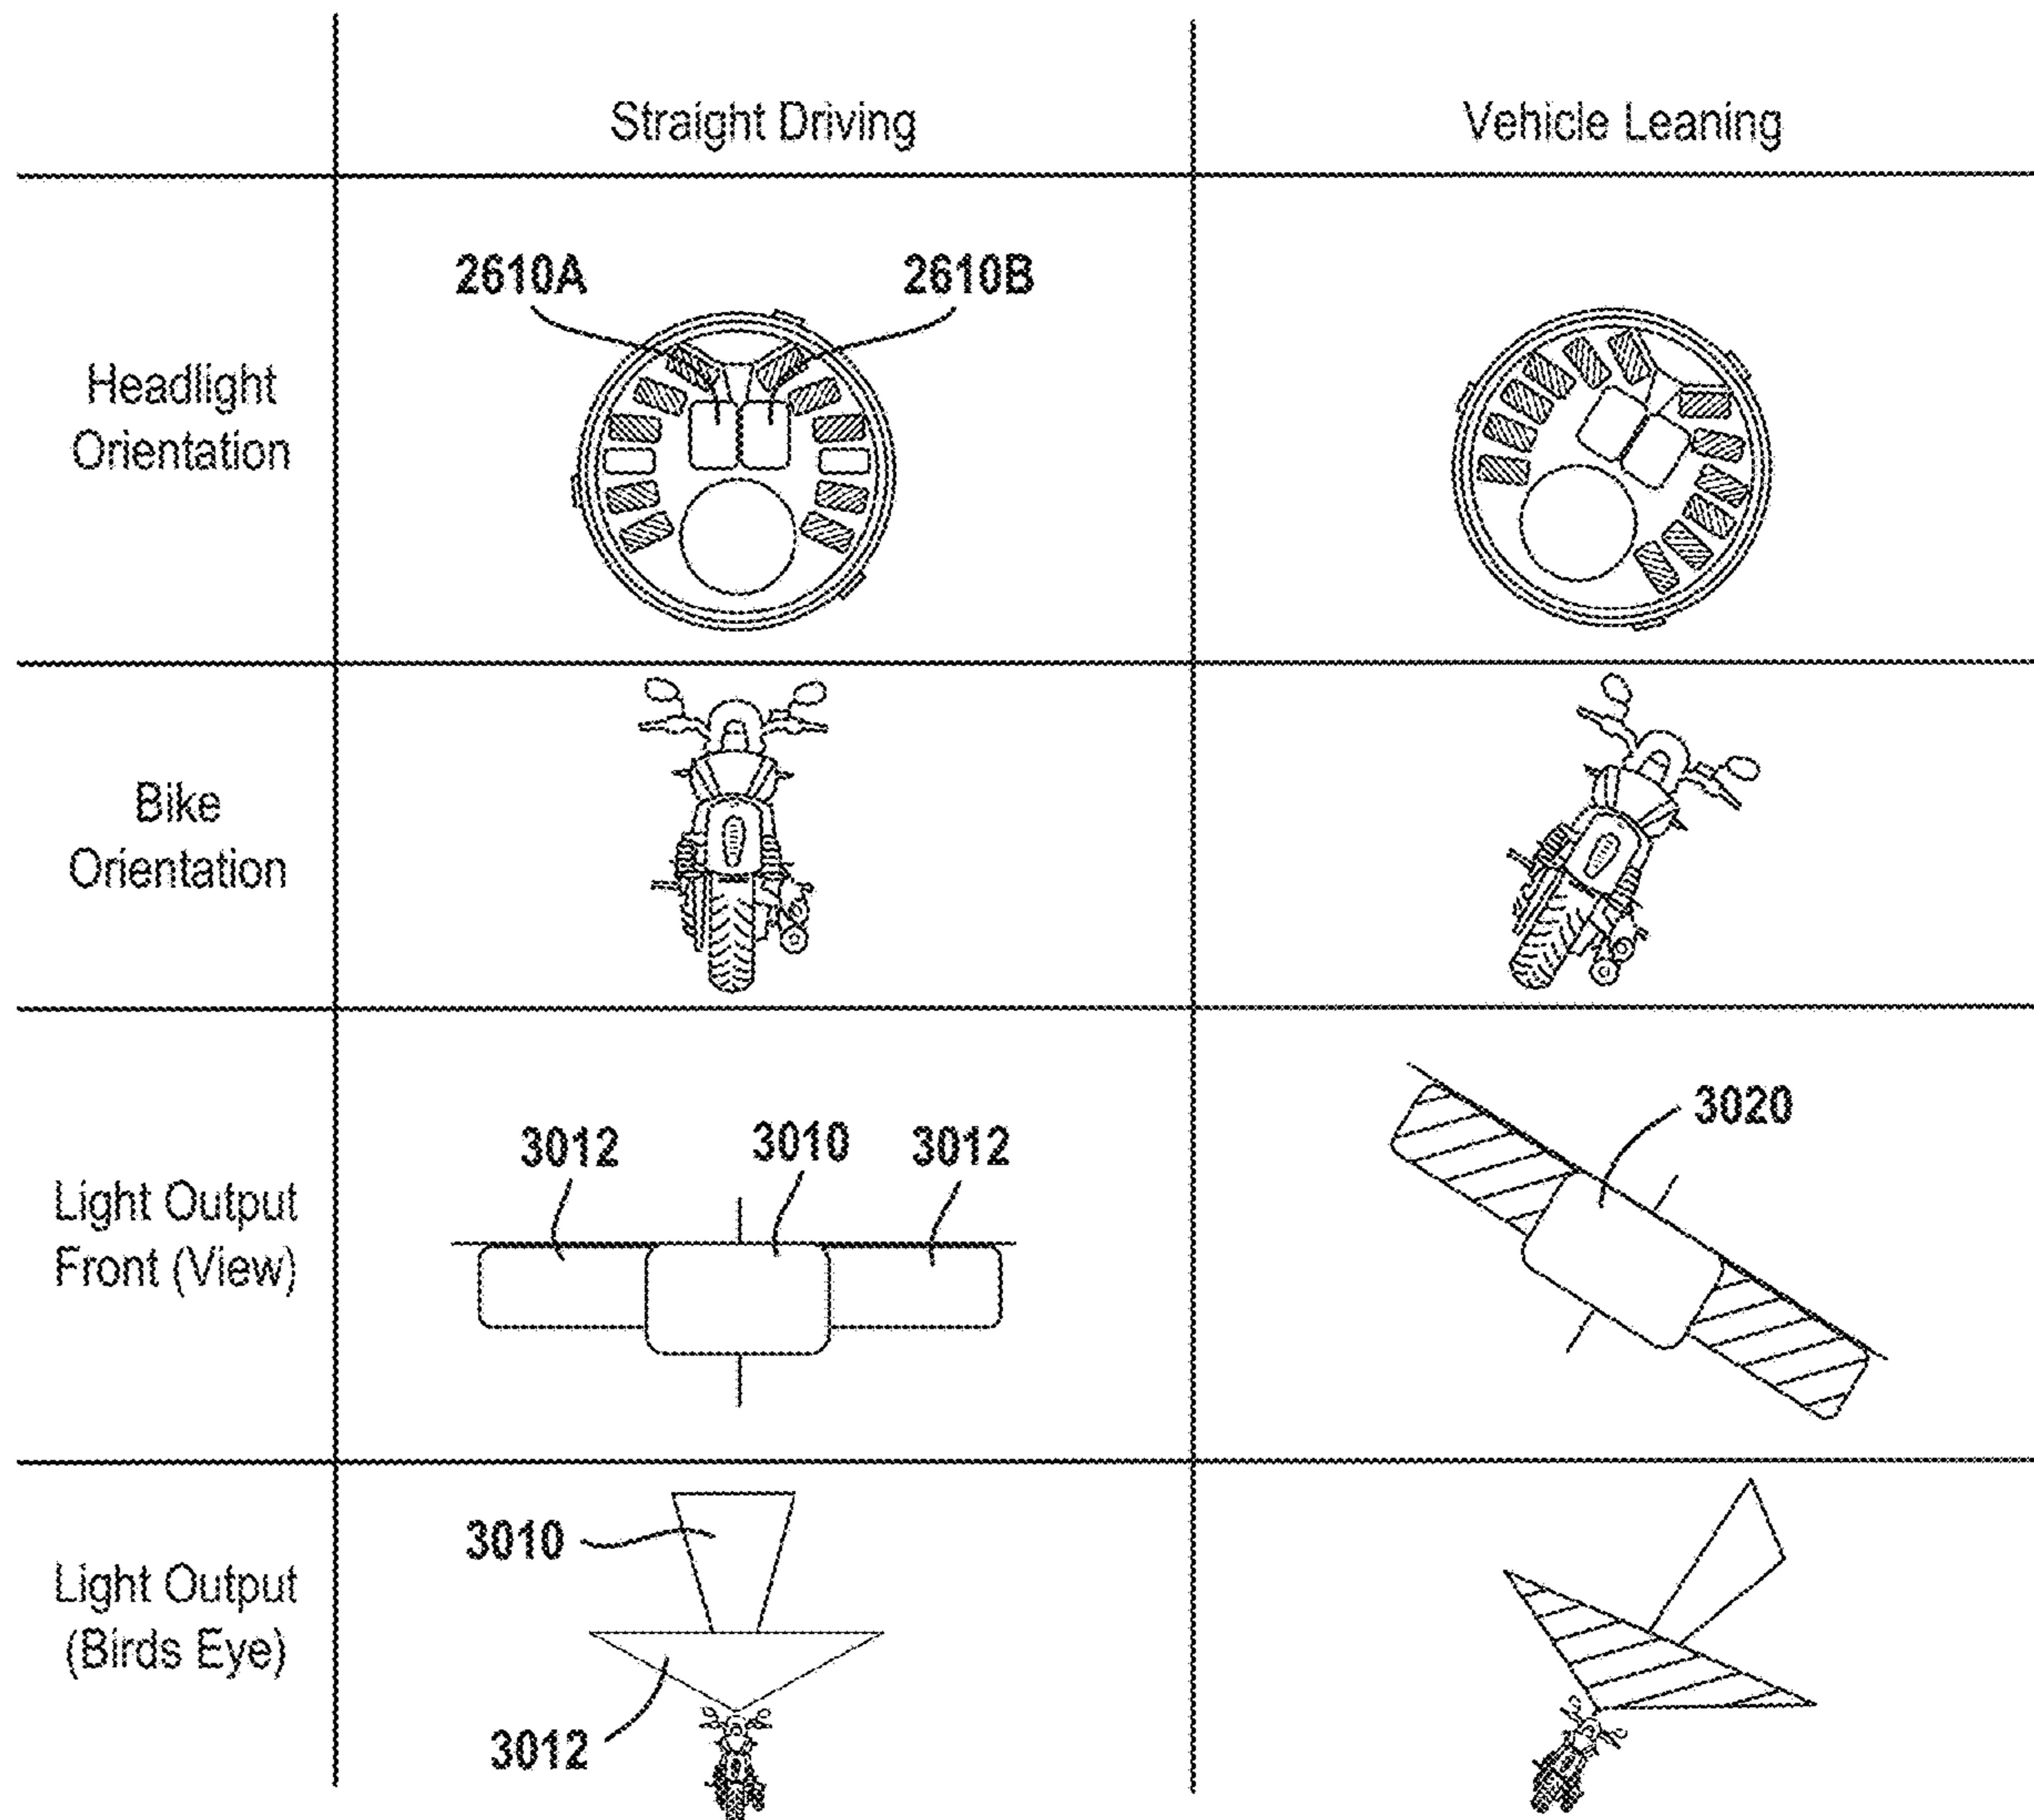 Straight Driving
Vehicle Leaning
2610A
2610B
Headlight
Orientation
Bike
Orientation
3012
3010
3012
3020
Light Output
Front (View)
3010
Light Output
(Birds Eye)
3012